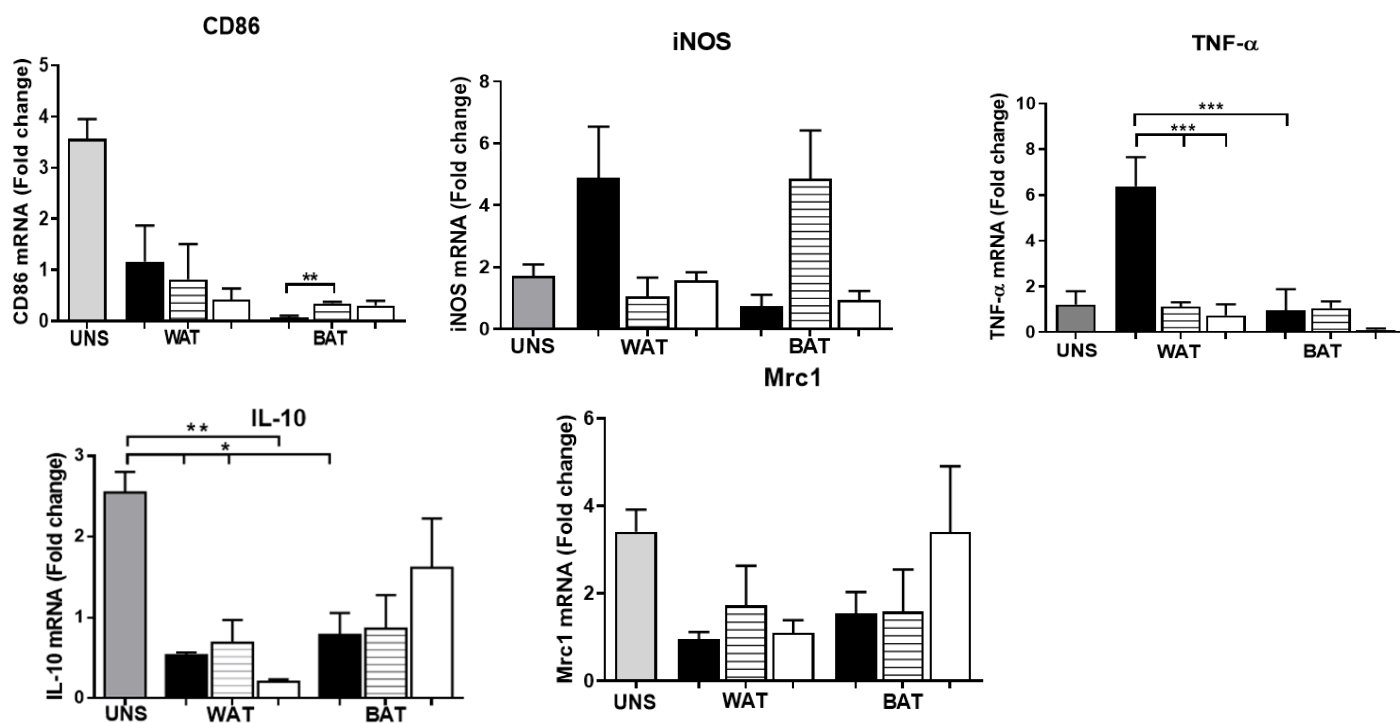 CD86
CD86 mRNA (Fold change)
5
4
3
2
1
0
**
UNS WAT BAT
iNOS
iNOS mRNA (Fold change)
8
6
4
2
0
UNS WAT BAT
TNF-α
TNF-α mRNA (Fold change)
10
8
6
4
2
0
***
***
UNS WAT BAT
IL-10
IL-10 mRNA (Fold change)
3
2
1
0
**
*
UNS WAT BAT
Mrc1
Mrc1 mRNA (Fold change)
6
4
2
0
UNS WAT BAT